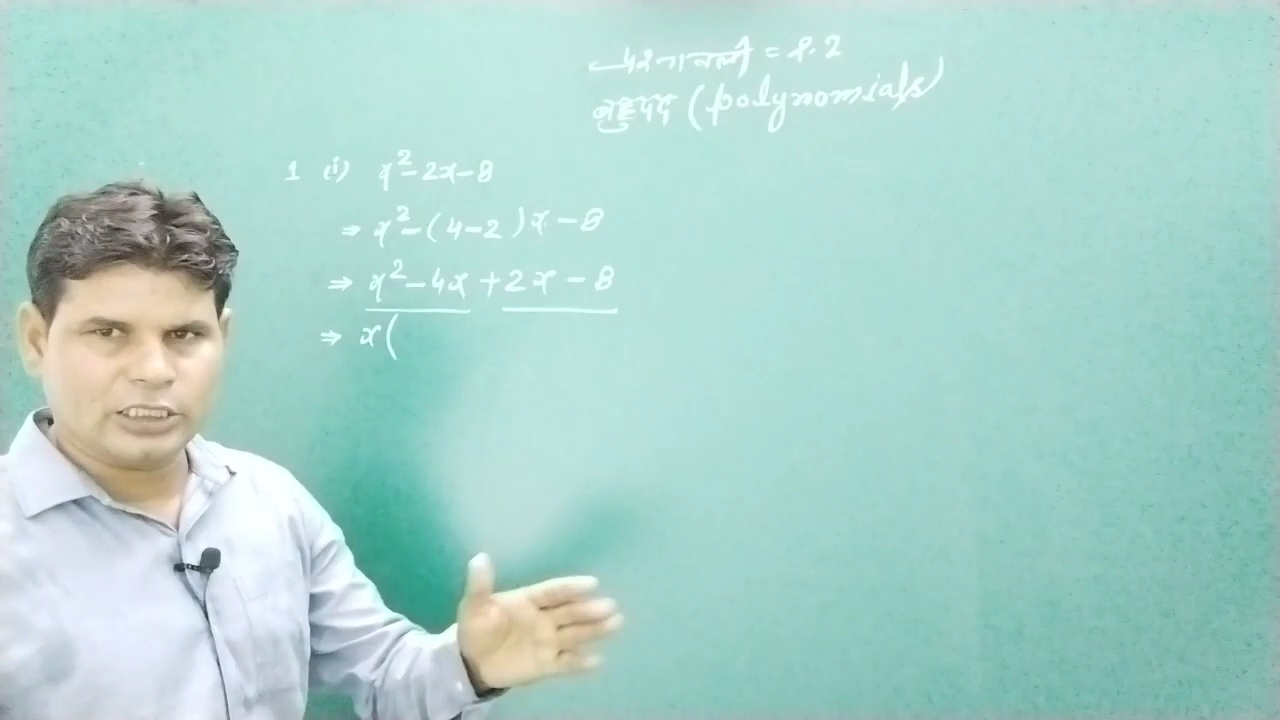 प्रश्नावली = 2.2
बहुपद (polynomials)
1 (i) x²-2x-8
⇒ x²-(4-2)x-8
⇒ x²-4x+2x-8
⇒ x(